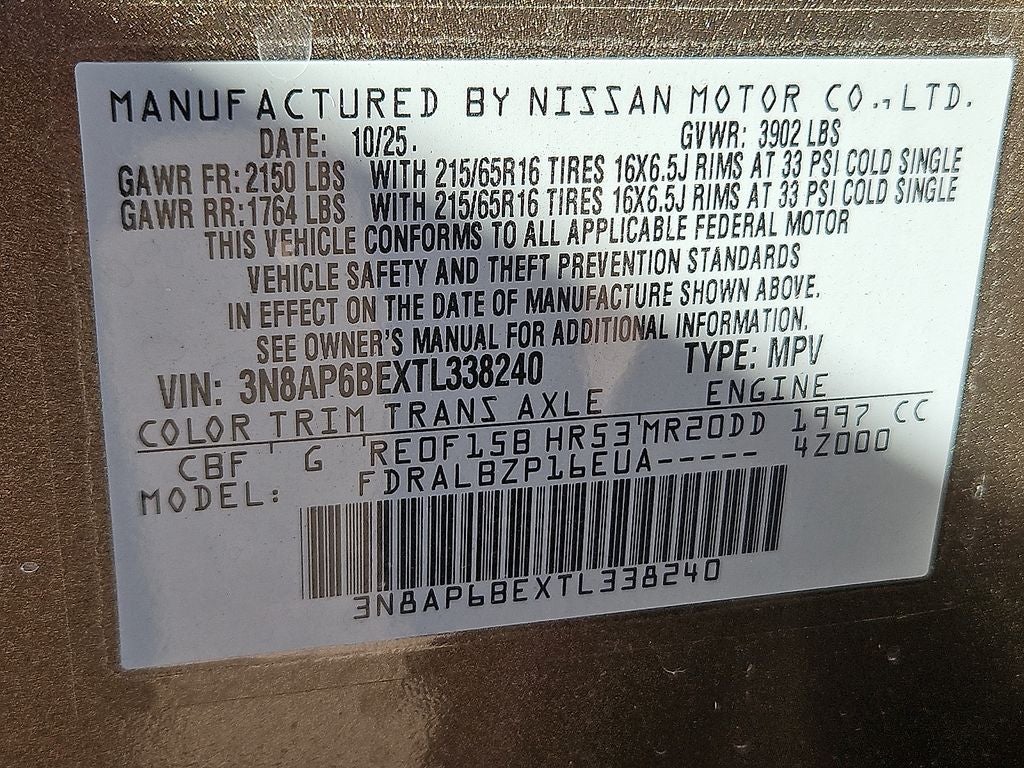 MANUFACTURED BY NISSAN MOTOR CO., LTD.
DATE: 10/25. GVWR: 3902 LBS
GAWR FR: 2150 LBS WITH 215/65R16 TIRES 16X6.5J RIMS AT 33 PSI COLD SINGLE
GAWR RR: 1764 LBS WITH 215/65R16 TIRES 16X6.5J RIMS AT 33 PSI COLD SINGLE
THIS VEHICLE CONFORMS TO ALL APPLICABLE FEDERAL MOTOR
VEHICLE SAFETY AND THEFT PREVENTION STANDARDS
IN EFFECT ON THE DATE OF MANUFACTURE SHOWN ABOVE.
SEE OWNER'S MANUAL FOR ADDITIONAL INFORMATION.
VIN: 3N8AP6BEXTL338240 TYPE: MPV
COLOR TRIM TRANS AXLE ENGINE
CBF G RE0F15B HR53 MR20DD 1997 CC
MODEL: FDRALBZP16EUA----- 4Z000
3N8AP6BEXTL338240